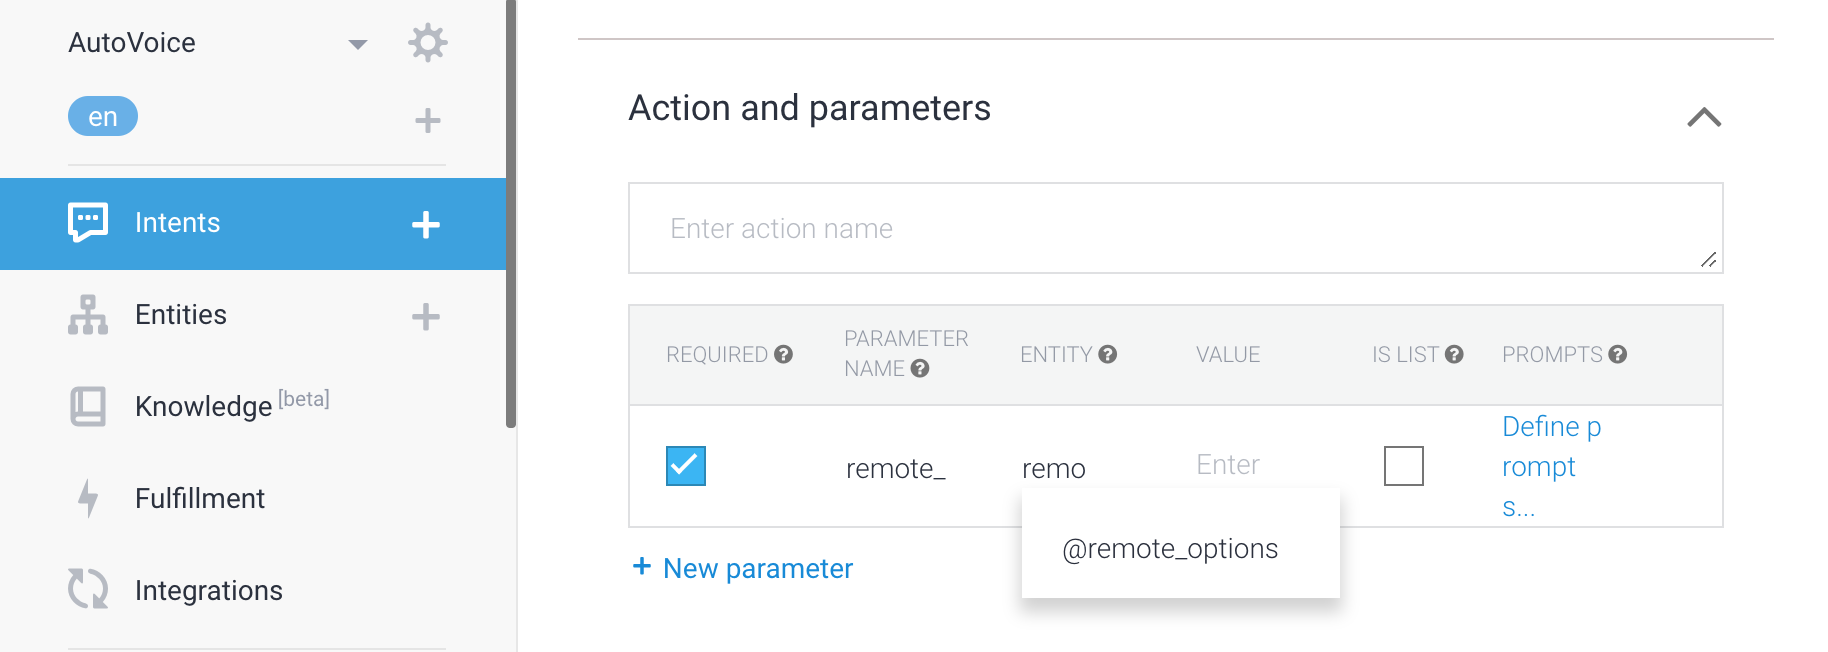 AutoVoice
en
Intents
Entities
Knowledge [beta]
Fulfillment
Integrations
Action and parameters
Enter action name
REQUIRED ?
PARAMETER
NAME ?
ENTITY ?
VALUE
IS LIST ?
PROMPTS ?
remote_
remo
Enter
Define p
rompt
s...
@remote_options
+ New parameter